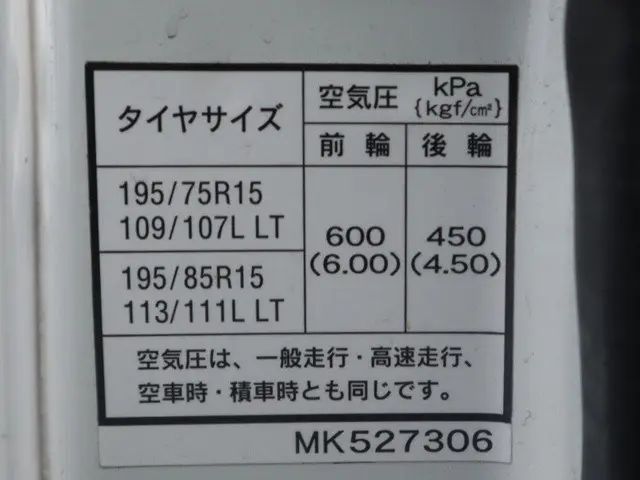 タイヤサイズ
空気圧 kPa
{kgf/cm²}
前輪 後輪
195/75R15
109/107L LT
600
(6.00)
450
(4.50)
195/85R15
113/111L LT
空気圧は、一般走行・高速走行、
空車時・積車時とも同じです。
MK527306